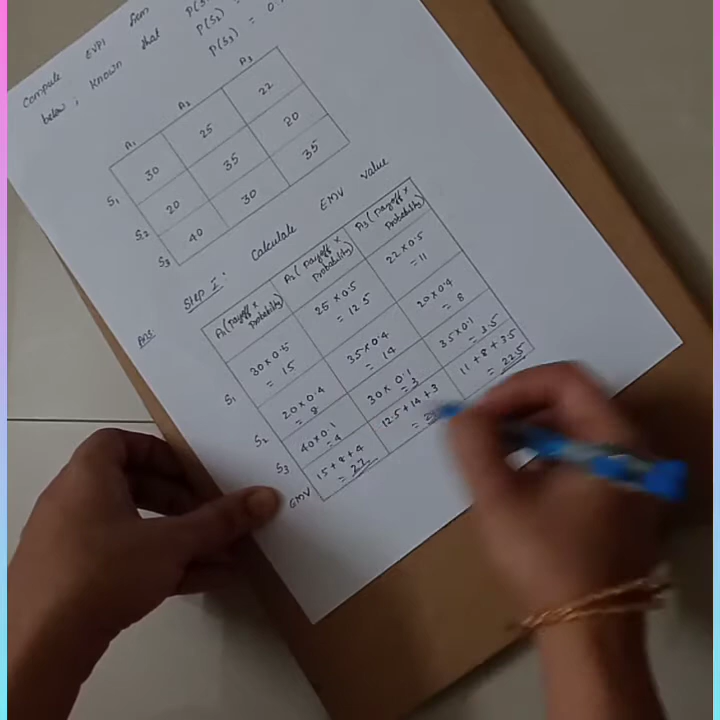 Compute EVPI from
below; known that
P(S₂)
P(S₃) = 0.
A₁ A₂ A₃
S₁ 30 25 22
S₂ 20 35 20
S₃ 40 30 35
Ans: Step I: Calculate EMV value
A₁(payoff × Probability) A₂(payoff × Probability) A₃(payoff × Probability)
S₁ 30×0.5 = 15 25×0.5 = 12.5 22×0.5 = 11
S₂ 20×0.4 = 8 35×0.4 = 14 20×0.4 = 8
S₃ 40×0.1 = 4 30×0.1 = 3 35×0.1 = 3.5
EMV 15+8+4 = 27 12.5+14+3 = 11+8+3.5 = 22.5